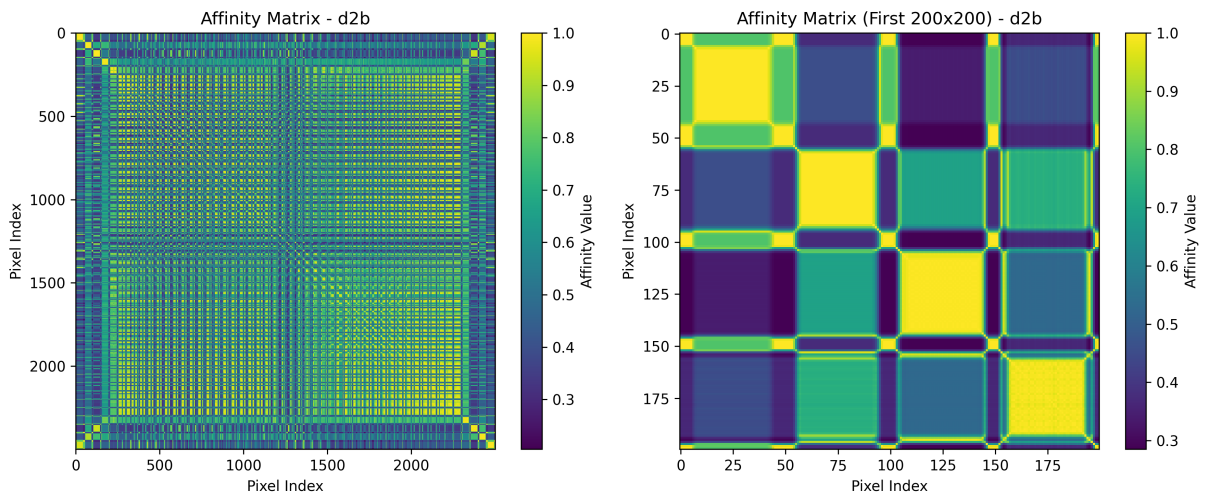 Affinity Matrix - d2b
0
500
1000
1500
2000
Pixel Index
0 500 1000 1500 2000
Pixel Index
1.0
0.9
0.8
0.7
0.6
0.5
0.4
0.3
Affinity Value
Affinity Matrix (First 200x200) - d2b
0
25
50
75
100
125
150
175
Pixel Index
0 25 50 75 100 125 150 175
Pixel Index
1.0
0.9
0.8
0.7
0.6
0.5
0.4
0.3
Affinity Value